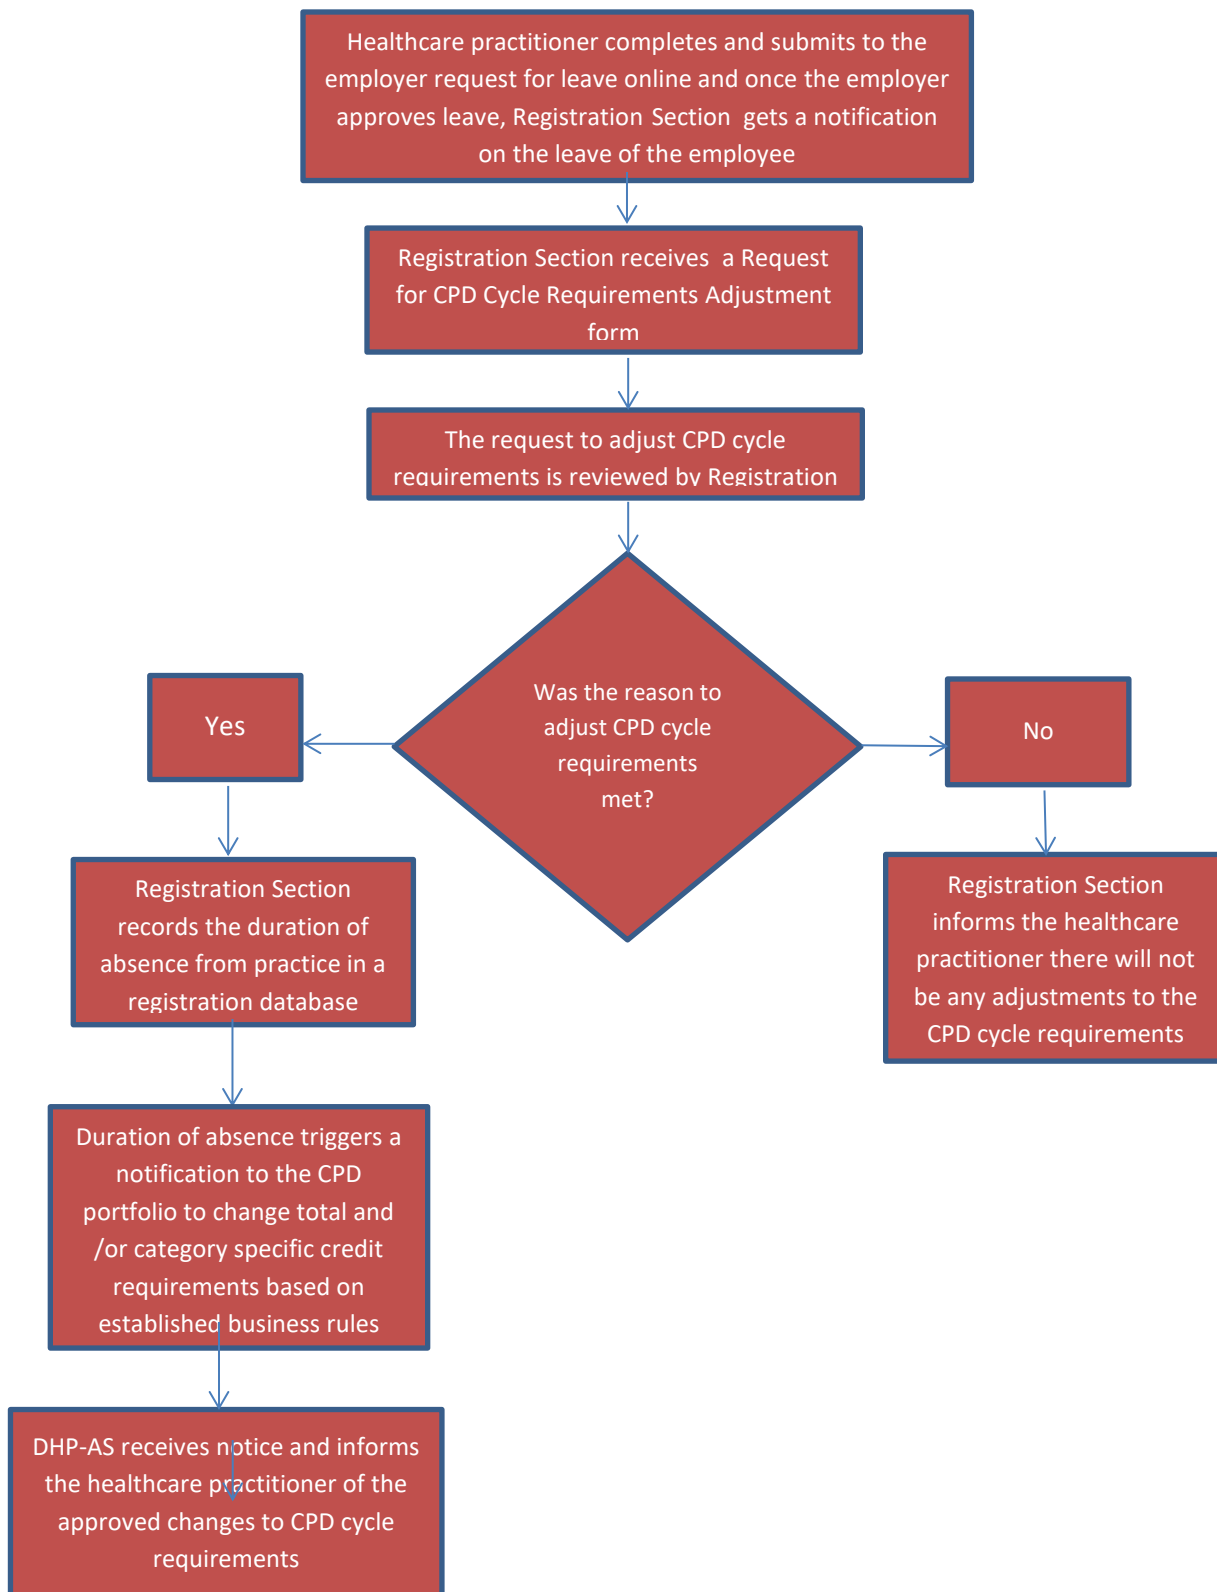 Healthcare practitioner completes and submits to the
employer request for leave online and once the employer
approves leave, Registration Section gets a notification
on the leave of the employee
Registration Section receives a Request
for CPD Cycle Requirements Adjustment
form
The request to adjust CPD cycle
requirements is reviewed by Registration
Was the reason to
adjust CPD cycle
requirements
met?
Yes
No
Registration Section
records the duration of
absence from practice in a
registration database
Registration Section
informs the healthcare
practitioner there will not
be any adjustments to the
CPD cycle requirements
Duration of absence triggers a
notification to the CPD
portfolio to change total and
/or category specific credit
requirements based on
established business rules
DHP-AS receives notice and informs
the healthcare practitioner of the
approved changes to CPD cycle
requirements